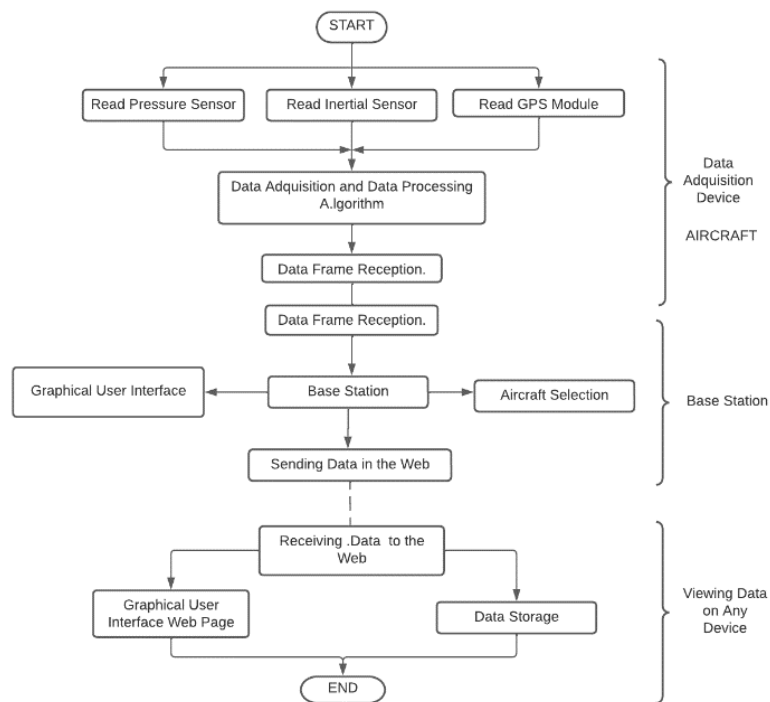 START
Read Pressure Sensor
Read Inertial Sensor
Read GPS Module
Data Adquisition and Data Processing
A.lgorithm
Data
Adquisition
Device
AIRCRAFT
Data Frame Reception.
Data Frame Reception.
Graphical User Interface
Base Station
Aircraft Selection
Base Station
Sending Data in the Web
Receiving .Data to the
Web
Graphical User
Interface Web Page
Data Storage
Viewing Data
on Any
Device
END